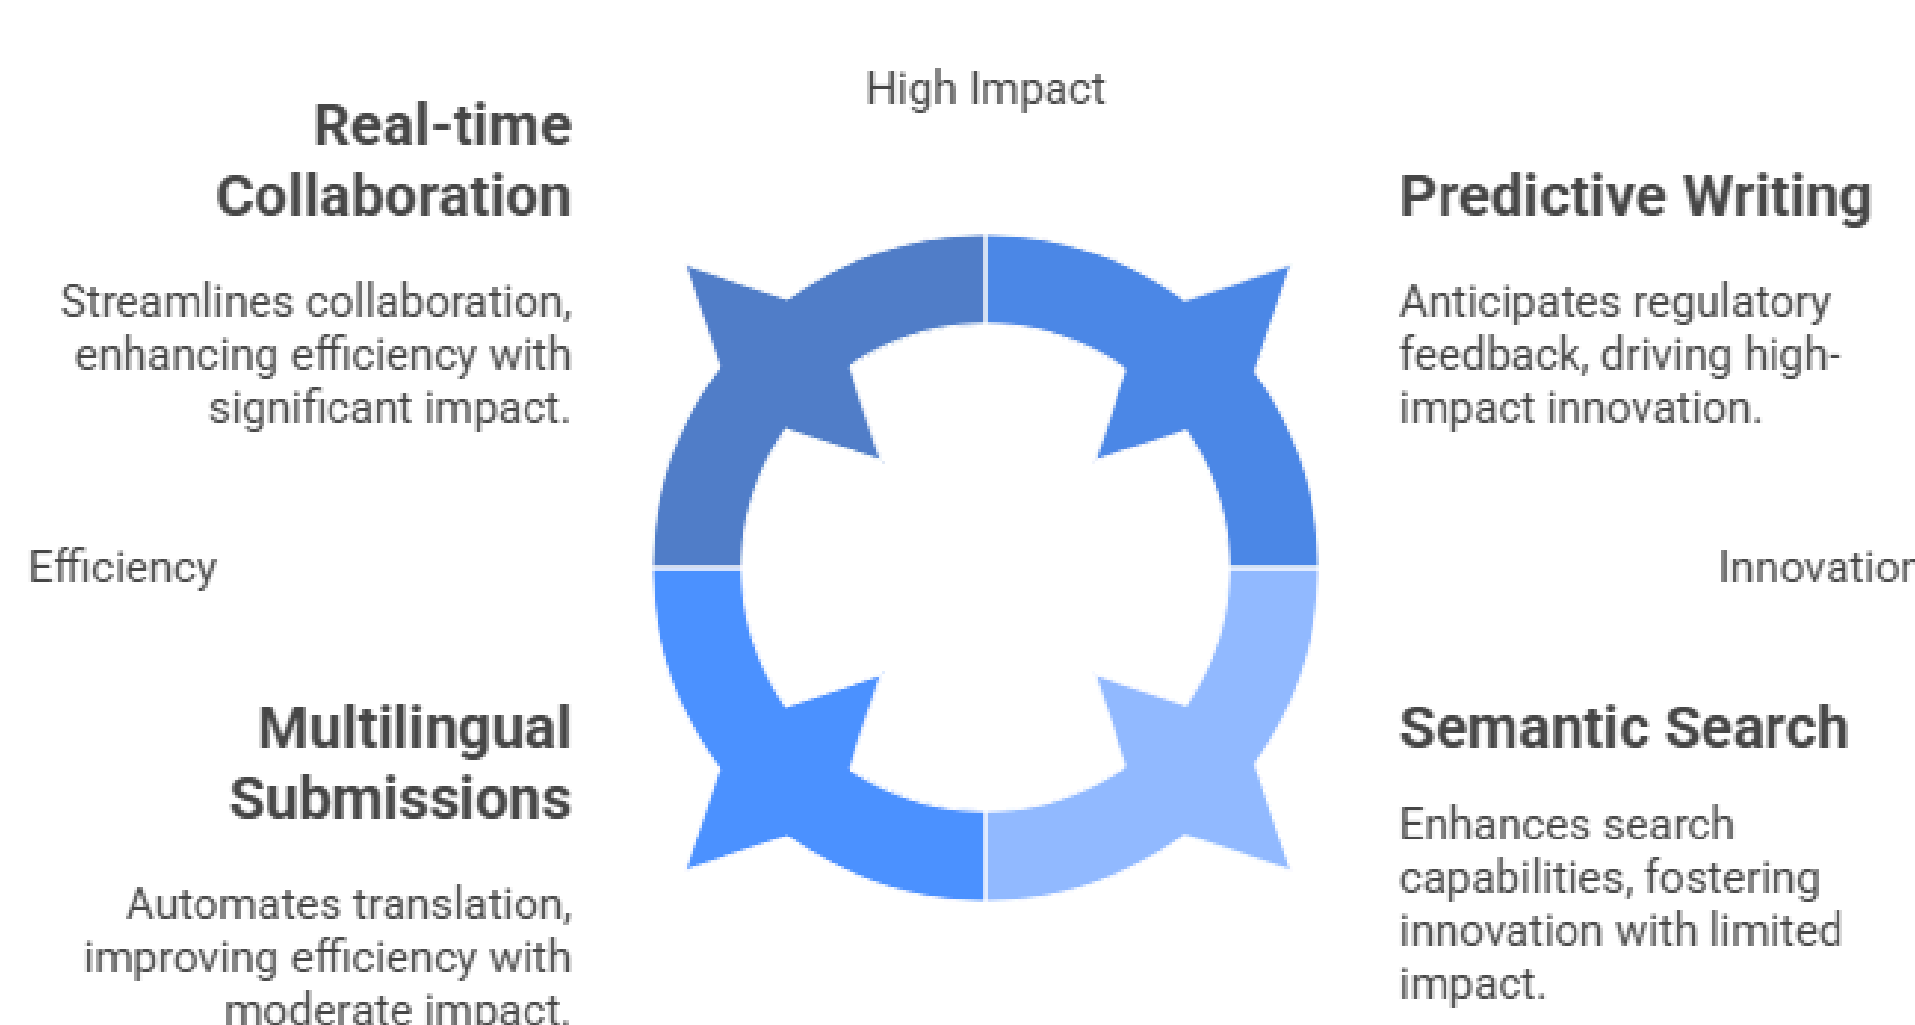 High Impact
Real-time
Collaboration
Streamlines collaboration,
enhancing efficiency with
significant impact.
Predictive Writing
Anticipates regulatory
feedback, driving high-
impact innovation.
Efficiency
Innovation
Multilingual
Submissions
Automates translation,
improving efficiency with
moderate impact.
Semantic Search
Enhances search
capabilities, fostering
innovation with limited
impact.